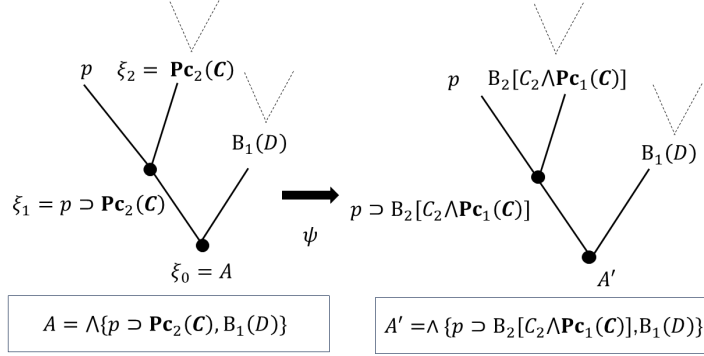 p ξ₂ = Pc₂(C)
B₁(D)
ξ₁ = p ⊃ Pc₂(C)
ξ₀ = A
A = ⋀{p ⊃ Pc₂(C), B₁(D)}
ψ
p B₂[C₂⋀Pc₁(C)]
B₁(D)
p ⊃ B₂[C₂⋀Pc₁(C)]
A′
A′ =∧ {p ⊃ B₂[C₂⋀Pc₁(C)],B₁(D)}